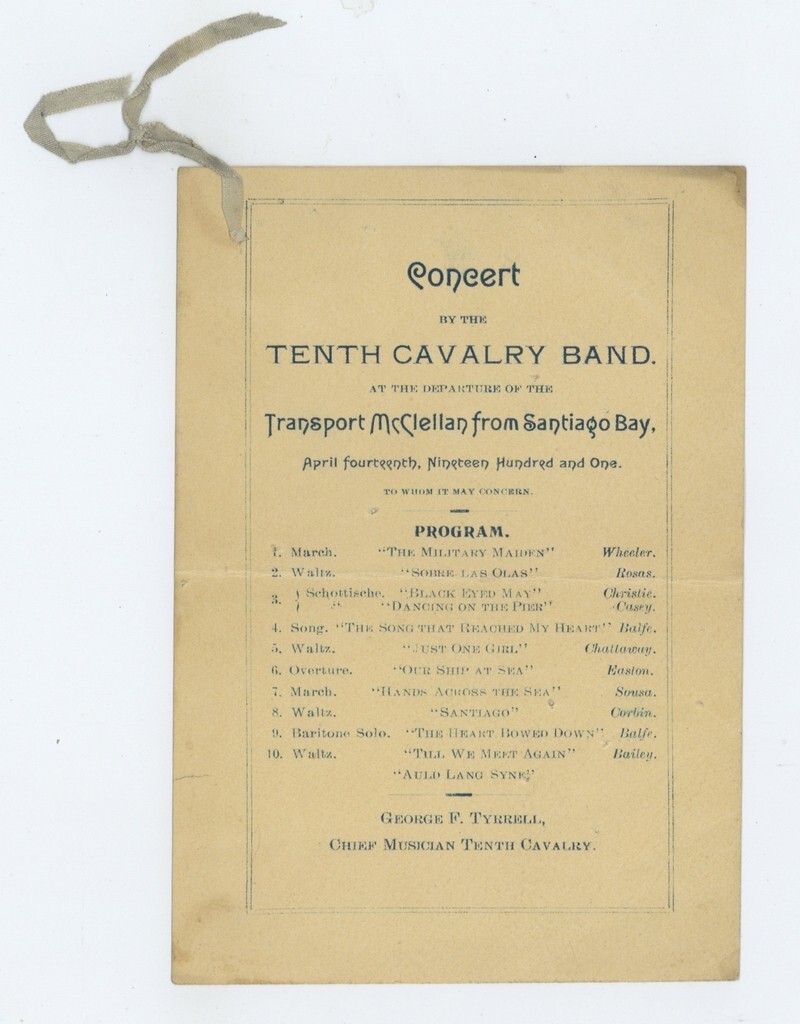 Concert
BY THE
TENTH CAVALRY BAND.
AT THE DEPARTURE OF THE
Transport McClellan from Santiago Bay,
April fourteenth, Nineteen Hundred and One.
TO WHOM IT MAY CONCERN.
PROGRAM.
1. March. "THE MILITARY MAIDEN" Wheeler.
2. Waltz. "SOBRE LAS OLAS" Rosas.
3. { Schottische. "BLACK EYED MAY" Christie.
} " "DANCING ON THE PIER" Casey.
4. Song. "THE SONG THAT REACHED MY HEART" Balfe.
5. Waltz. "JUST ONE GIRL" Chattaway.
6. Overture. "OUR SHIP AT SEA" Easton.
7. March. "HANDS ACROSS THE SEA" Sousa.
8. Waltz. "SANTIAGO" Corbin.
9. Baritone Solo. "THE HEART BOWED DOWN" Balfe.
10. Waltz. "TILL WE MEET AGAIN" Bailey.
"AULD LANG SYNE"
GEORGE F. TYRRELL,
CHIEF MUSICIAN TENTH CAVALRY.